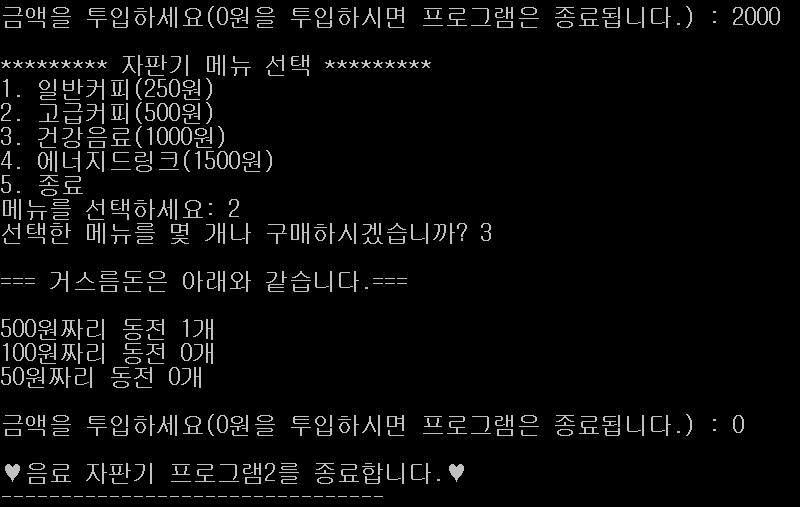 금액을 투입하세요(0원을 투입하시면 프로그램은 종료됩니다.) : 2000
********* 자판기 메뉴 선택 *********
1. 일반커피(250원)
2. 고급커피(500원)
3. 건강음료(1000원)
4. 에너지드링크(1500원)
5. 종료
메뉴를 선택하세요: 2
선택한 메뉴를 몇 개나 구매하시겠습니까? 3
=== 거스름돈은 아래와 같습니다.===
500원짜리 동전 1개
100원짜리 동전 0개
50원짜리 동전 0개
금액을 투입하세요(0원을 투입하시면 프로그램은 종료됩니다.) : 0
♥음료 자판기 프로그램2를 종료합니다.♥
--------------------------------